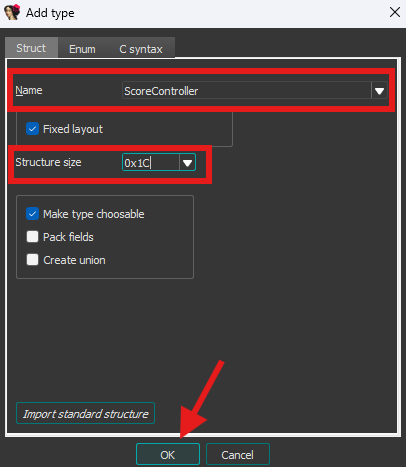 Add type
Struct Enum C syntax
Name ScoreController
Fixed layout
Structure size 0x1C
Make type choosable
Pack fields
Create union
Import standard structure
OK Cancel